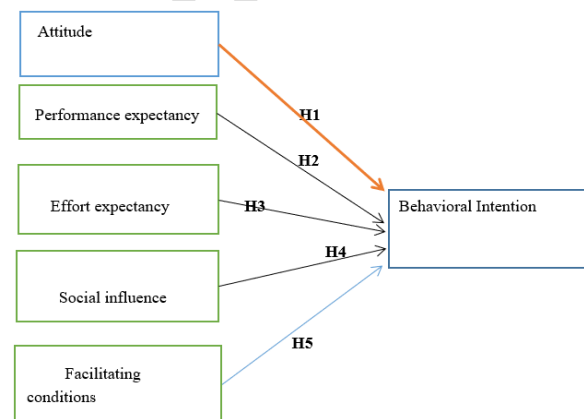 Attitude
H1
Performance expectancy
H2
Effort expectancy
H3
Behavioral Intention
H4
Social influence
H5
Facilitating
conditions